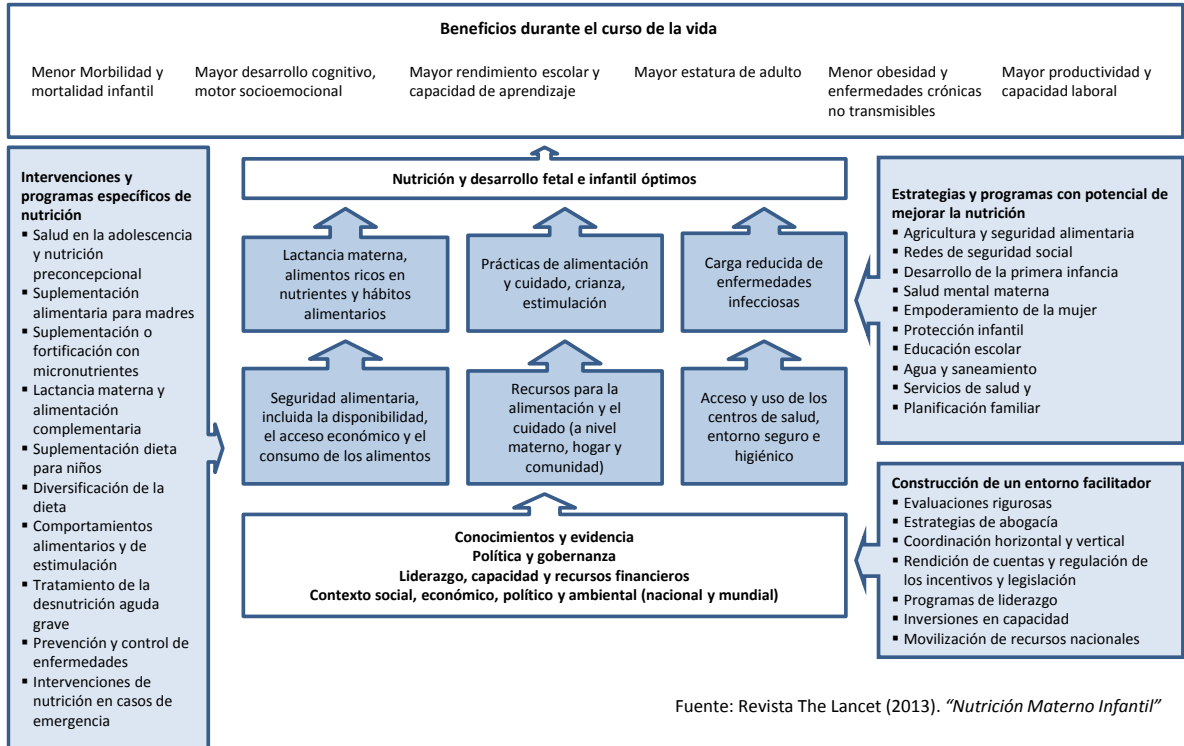 Beneficios durante el curso de la vida
Menor Morbilidad y
mortalidad infantil
Mayor desarrollo cognitivo,
motor socioemocional
Mayor rendimiento escolar y
capacidad de aprendizaje
Mayor estatura de adulto
Menor obesidad y
enfermedades crónicas
no transmisibles
Mayor productividad y
capacidad laboral
Intervenciones y
programas específicos de
nutrición
▪ Salud en la adolescencia
y nutrición
preconcepcional
▪ Suplementación
alimentaria para madres
▪ Suplementación o
fortificación con
micronutrientes
▪ Lactancia materna y
alimentación
complementaria
▪ Suplementación dieta
para niños
▪ Diversificación de la
dieta
▪ Comportamientos
alimentarios y de
estimulación
▪ Tratamiento de la
desnutrición aguda
grave
▪ Prevención y control de
enfermedades
▪ Intervenciones de
nutrición en casos de
emergencia
Nutrición y desarrollo fetal e infantil óptimos
Lactancia materna,
alimentos ricos en
nutrientes y hábitos
alimentarios
Prácticas de alimentación
y cuidado, crianza,
estimulación
Carga reducida de
enfermedades
infecciosas
Seguridad alimentaria,
incluida la disponibilidad,
el acceso económico y el
consumo de los alimentos
Recursos para la
alimentación y el
cuidado (a nivel
materno, hogar y
comunidad)
Acceso y uso de los
centros de salud,
entorno seguro e
higiénico
Conocimientos y evidencia
Política y gobernanza
Liderazgo, capacidad y recursos financieros
Contexto social, económico, político y ambiental (nacional y mundial)
Estrategias y programas con potencial de
mejorar la nutrición
▪ Agricultura y seguridad alimentaria
▪ Redes de seguridad social
▪ Desarrollo de la primera infancia
▪ Salud mental materna
▪ Empoderamiento de la mujer
▪ Protección infantil
▪ Educación escolar
▪ Agua y saneamiento
▪ Servicios de salud y
▪ Planificación familiar
Construcción de un entorno facilitador
▪ Evaluaciones rigurosas
▪ Estrategias de abogacía
▪ Coordinación horizontal y vertical
▪ Rendición de cuentas y regulación de
los incentivos y legislación
▪ Programas de liderazgo
▪ Inversiones en capacidad
▪ Movilización de recursos nacionales
Fuente: Revista The Lancet (2013). “Nutrición Materno Infantil”